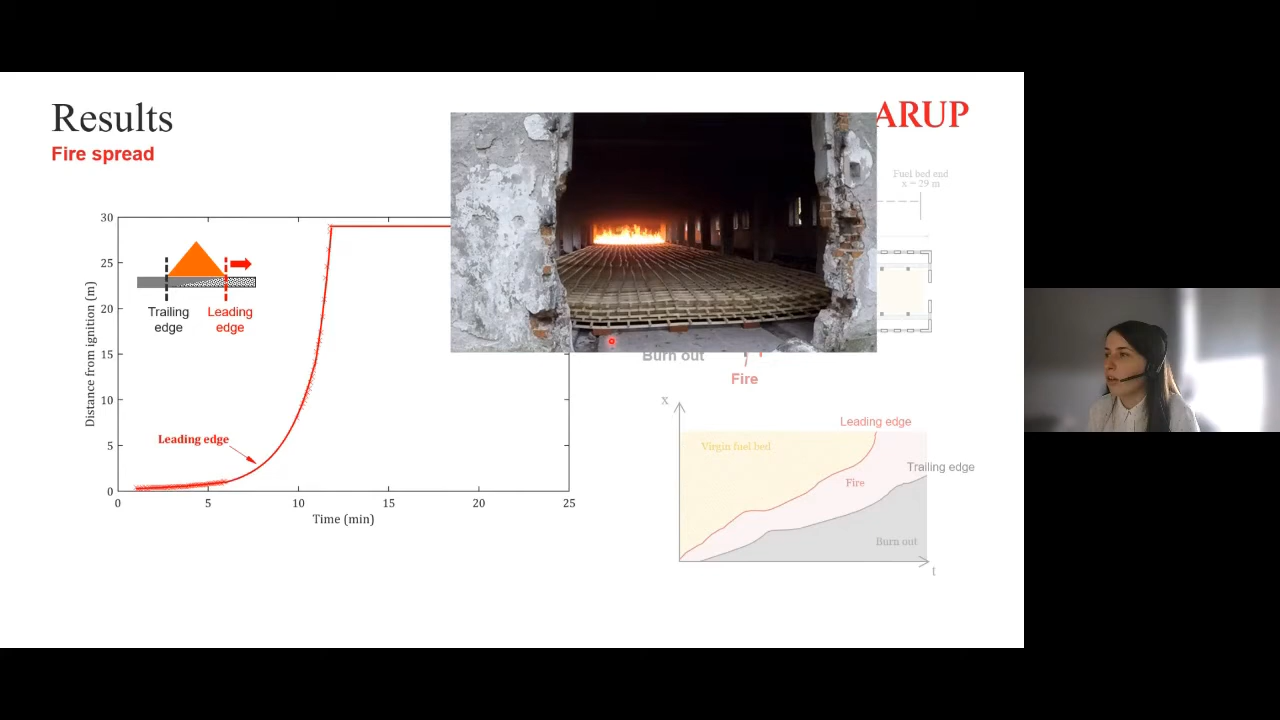 Results
ARUP
Fire spread
Fuel bed end
x = 29 m
30
25
20
15
10
5
0
Distance from ignition (m)
Trailing
edge
Leading
edge
Leading edge
0
5
10
15
20
25
Time (min)
Burn out
Fire
x
Leading edge
Virgin fuel bed
Trailing edge
Fire
Burn out
t